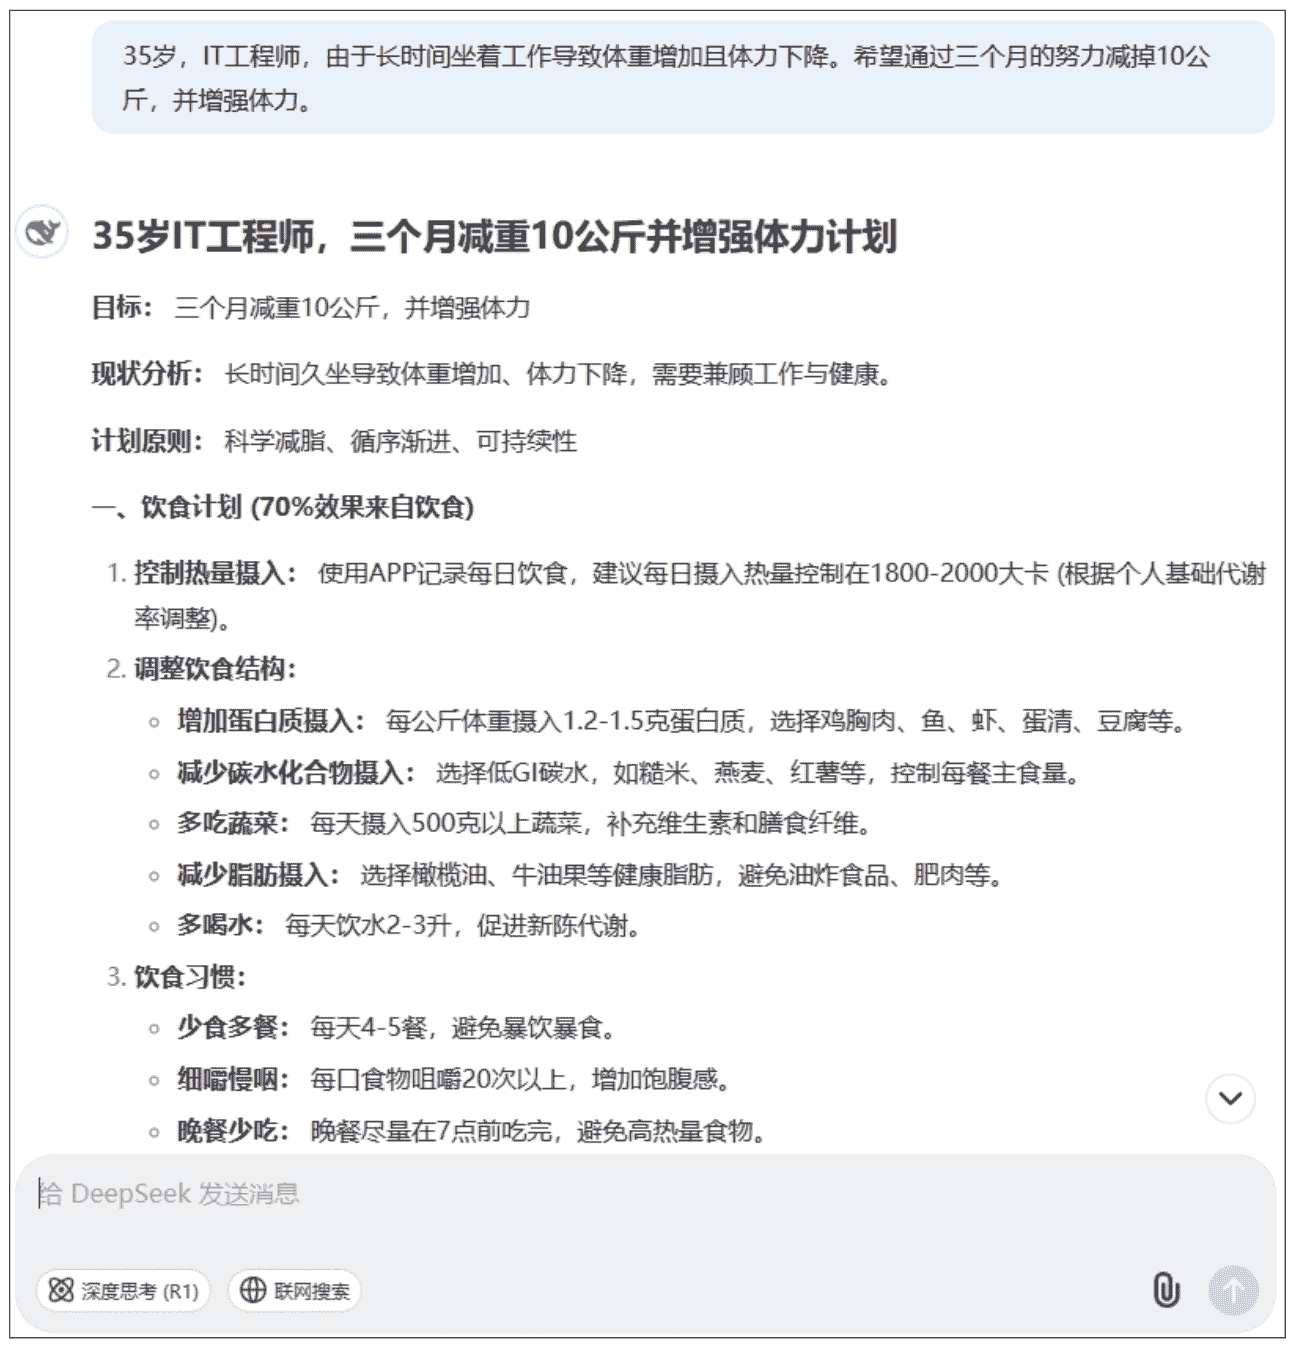 35岁，IT工程师，由于长时间坐着工作导致体重增加且体力下降。希望通过三个月的努力减掉10公
斤，并增强体力。
35岁IT工程师，三个月减重10公斤并增强体力计划
目标： 三个月减重10公斤，并增强体力
现状分析： 长时间久坐导致体重增加、体力下降，需要兼顾工作与健康。
计划原则： 科学减脂、循序渐进、可持续性
一、饮食计划 (70%效果来自饮食)
1. 控制热量摄入： 使用APP记录每日饮食，建议每日摄入热量控制在1800-2000大卡 (根据个人基础代谢
率调整)。
2. 调整饮食结构：
◦ 增加蛋白质摄入： 每公斤体重摄入1.2-1.5克蛋白质，选择鸡胸肉、鱼、虾、蛋清、豆腐等。
◦ 减少碳水化合物摄入： 选择低GI碳水，如糙米、燕麦、红薯等，控制每餐主食量。
◦ 多吃蔬菜： 每天摄入500克以上蔬菜，补充维生素和膳食纤维。
◦ 减少脂肪摄入： 选择橄榄油、牛油果等健康脂肪，避免油炸食品、肥肉等。
◦ 多喝水： 每天饮水2-3升，促进新陈代谢。
3. 饮食习惯：
◦ 少食多餐： 每天4-5餐，避免暴饮暴食。
◦ 细嚼慢咽： 每口食物咀嚼20次以上，增加饱腹感。
◦ 晚餐少吃： 晚餐尽量在7点前吃完，避免高热量食物。
给 DeepSeek 发送消息
深度思考 (R1) 联网搜索